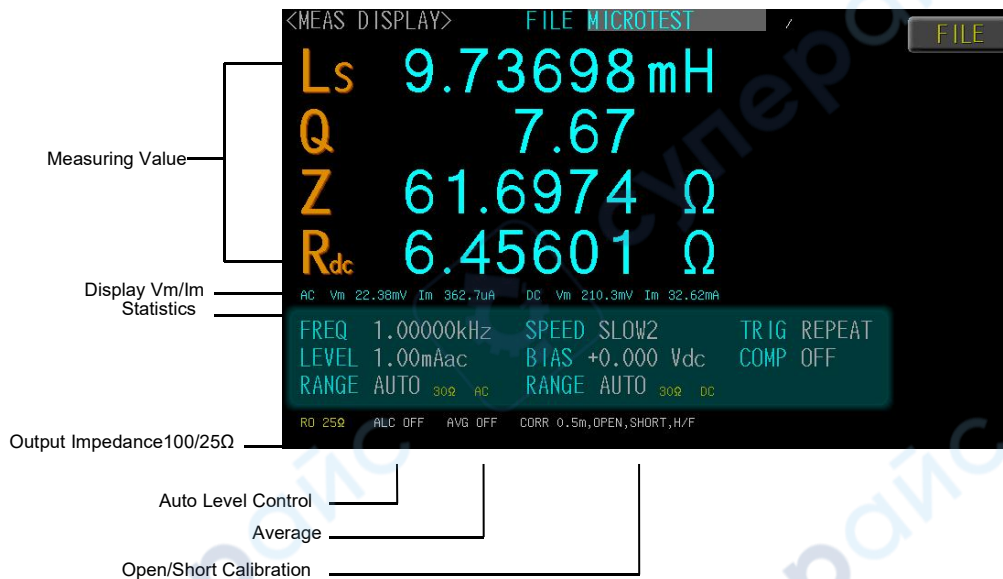 <MEAS DISPLAY> FILE MICROTEST / FILE
Ls 9.73698 mH
Q 7.67
Measuring Value
Z 61.6974 Ω
Rdc 6.45601 Ω
Display Vm/Im
AC Vm 22.38mV Im 362.7uA DC Vm 210.3mV Im 32.62mA
Statistics
FREQ 1.00000kHz SPEED SLOW2 TRIG REPEAT
LEVEL 1.00mAac BIAS +0.000 Vdc COMP OFF
RANGE AUTO 30Ω AC RANGE AUTO 30Ω DC
RO 25Ω ALC OFF AVG OFF CORR 0.5m,OPEN,SHORT,H/F
Output Impedance100/25Ω
Auto Level Control
Average
Open/Short Calibration
супер
ройс
ройс